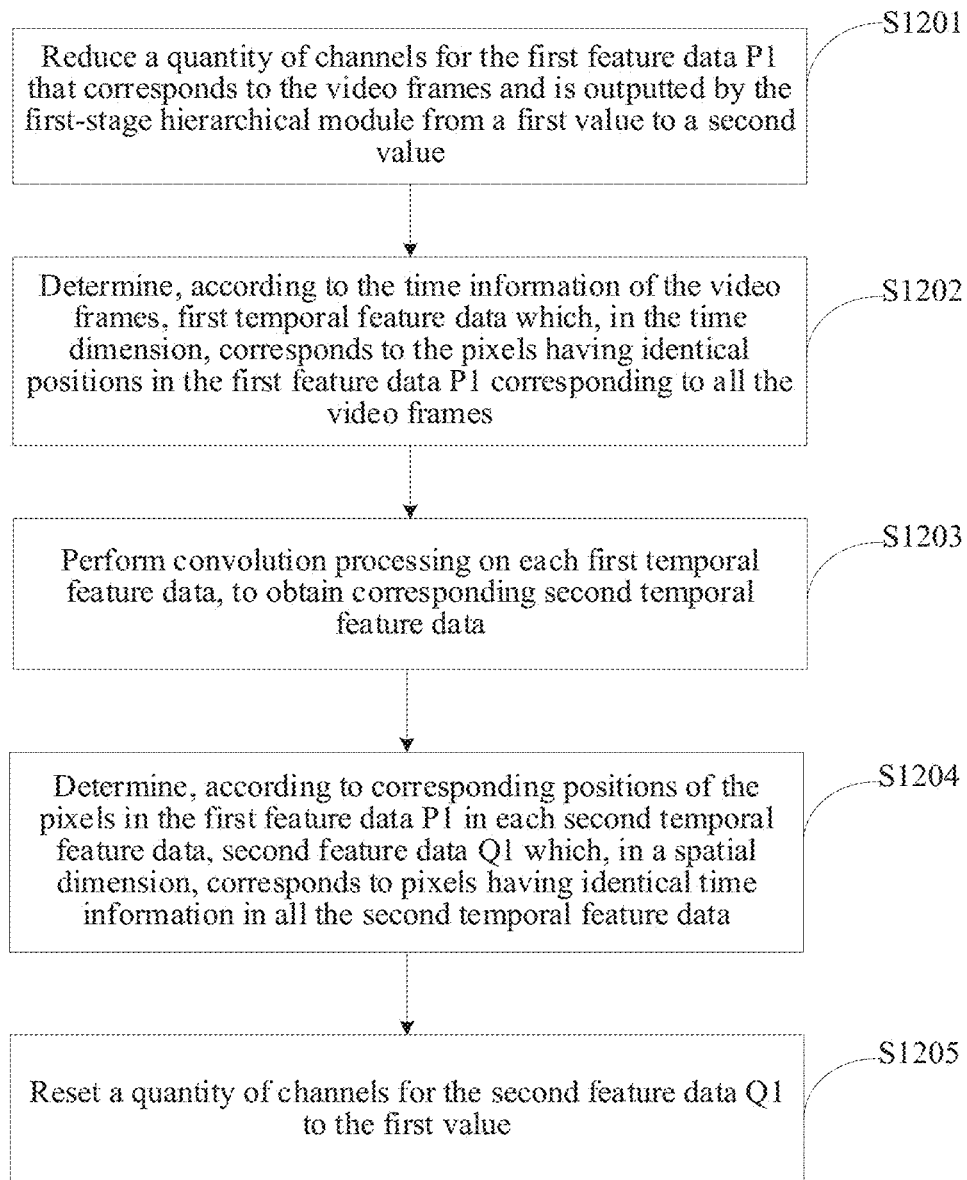 S1201
Reduce a quantity of channels for the first feature data P1
that corresponds to the video frames and is outputted by the
first-stage hierarchical module from a first value to a second
value
S1202
Determine, according to the time information of the video
frames, first temporal feature data which, in the time
dimension, corresponds to the pixels having identical
positions in the first feature data P1 corresponding to all the
video frames
S1203
Perform convolution processing on each first temporal
feature data, to obtain corresponding second temporal
feature data
S1204
Determine, according to corresponding positions of the
pixels in the first feature data P1 in each second temporal
feature data, second feature data Q1 which, in a spatial
dimension, corresponds to pixels having identical time
information in all the second temporal feature data
S1205
Reset a quantity of channels for the second feature data Q1
to the first value